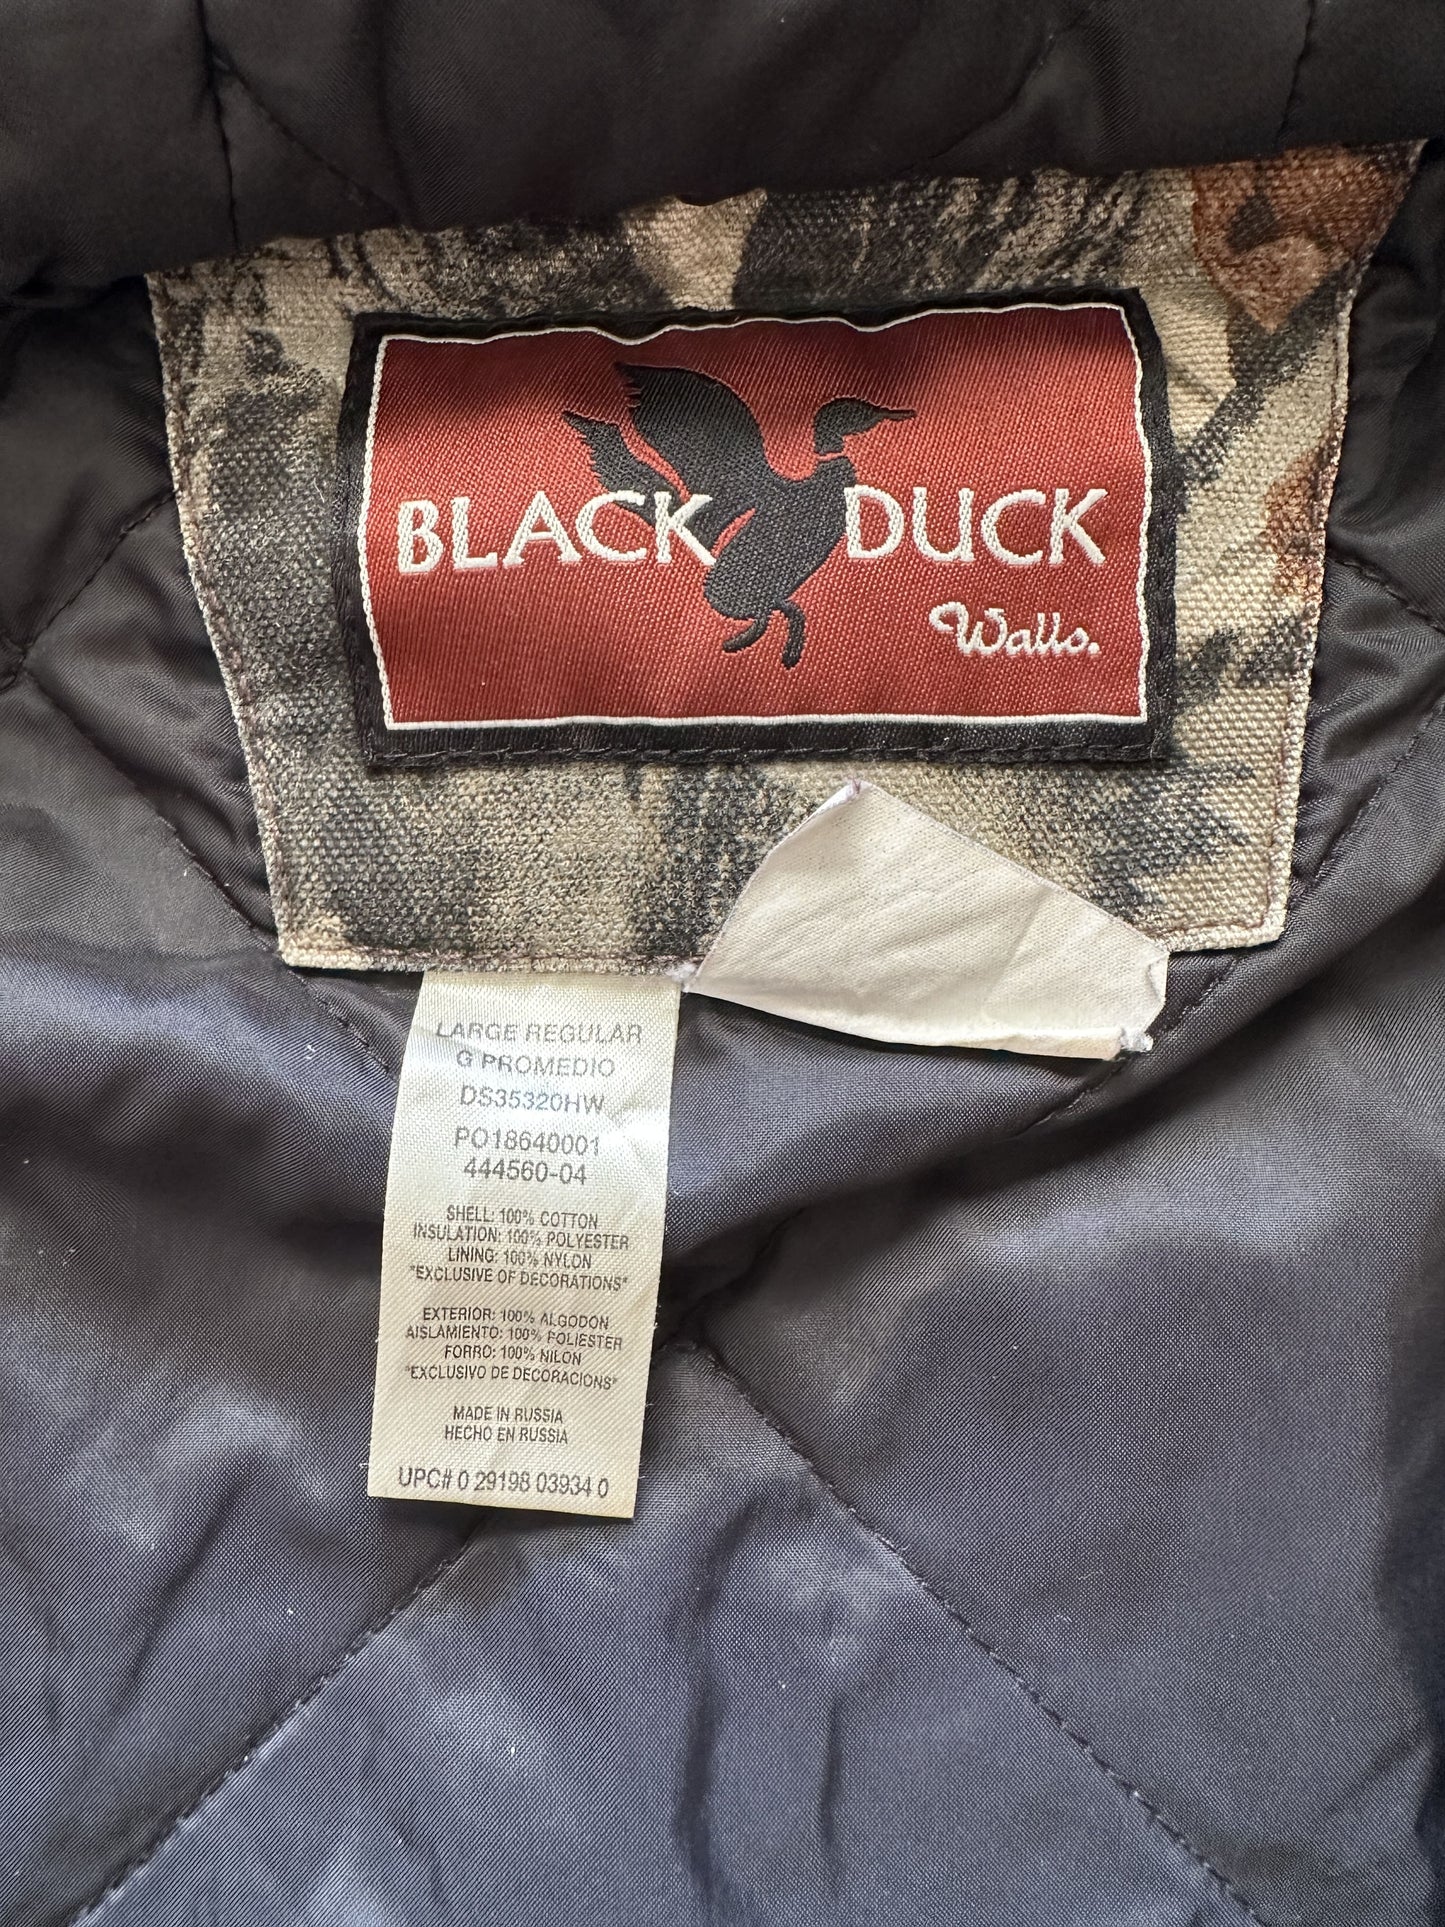 BLACK DUCK
Walls.
LARGE REGULAR
G PROMEDIO
DS35320HW
PO18640001
444560-04
SHELL: 100% COTTON
INSULATION: 100% POLYESTER
LINING: 100% NYLON
*EXCLUSIVE OF DECORATIONS*
EXTERIOR: 100% ALGODON
AISLAMIENTO: 100% POLIESTER
FORRO: 100% NILON
*EXCLUSIVO DE DECORACIONS*
MADE IN RUSSIA
HECHO EN RUSSIA
UPC# 0 29198 03934 0